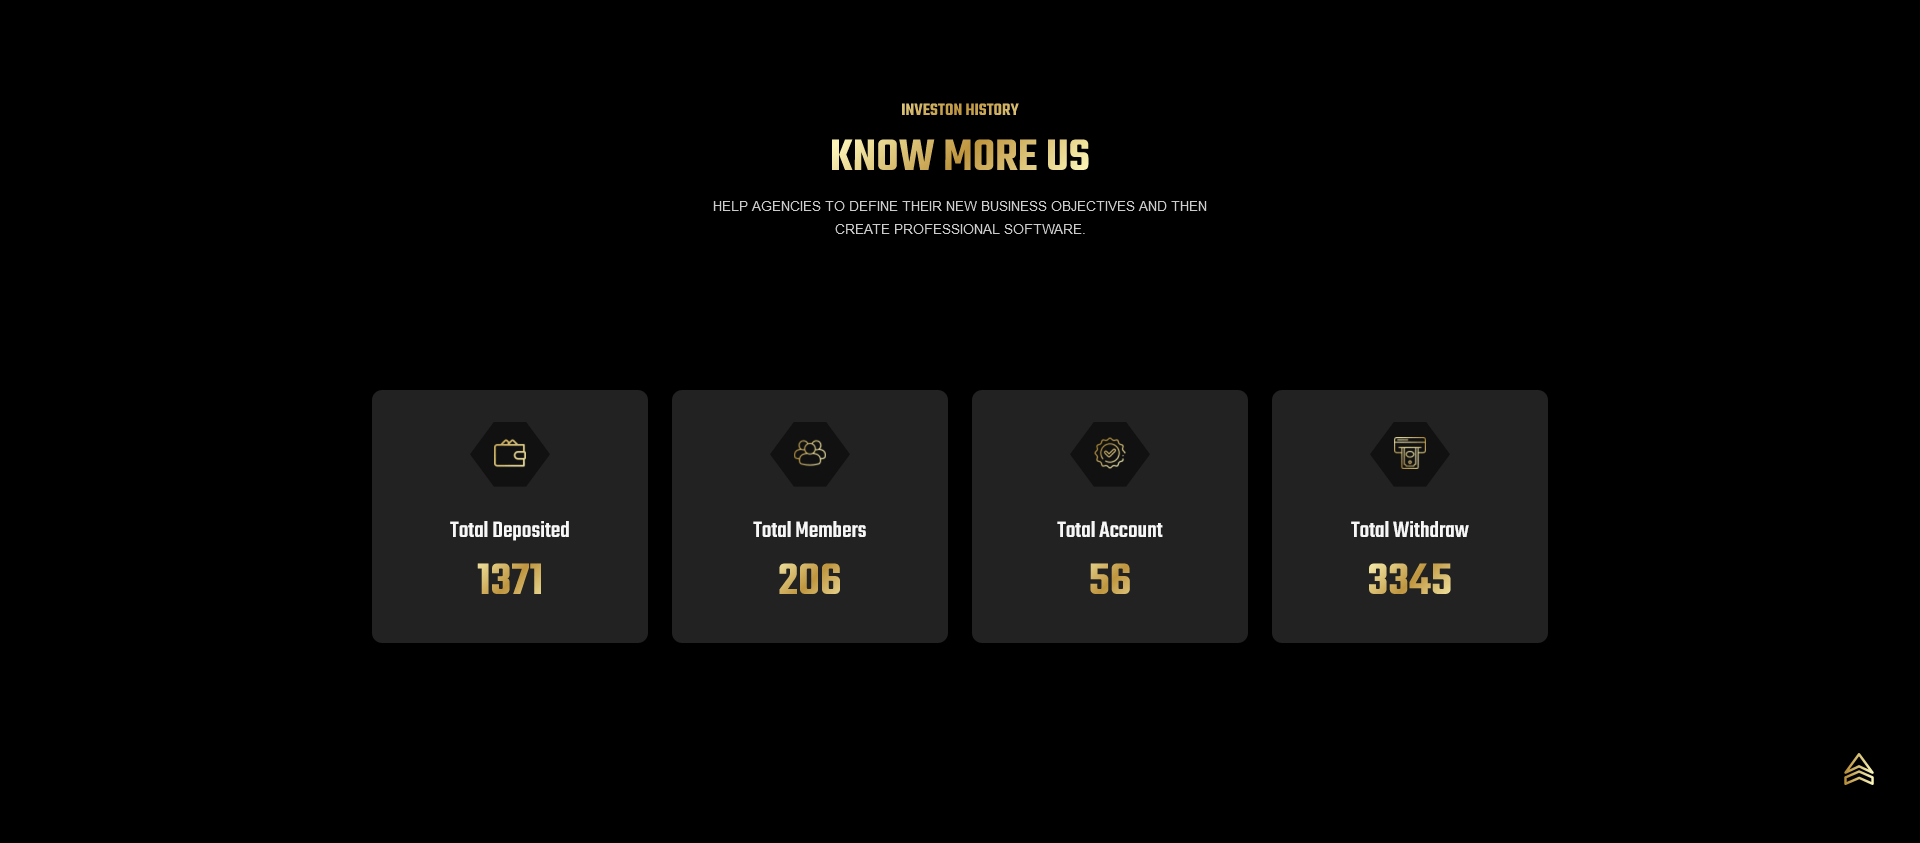 INVESTON HISTORY
KNOW MORE US
HELP AGENCIES TO DEFINE THEIR NEW BUSINESS OBJECTIVES AND THEN
CREATE PROFESSIONAL SOFTWARE.
Total Deposited
1371
Total Members
206
Total Account
56
Total Withdraw
3345